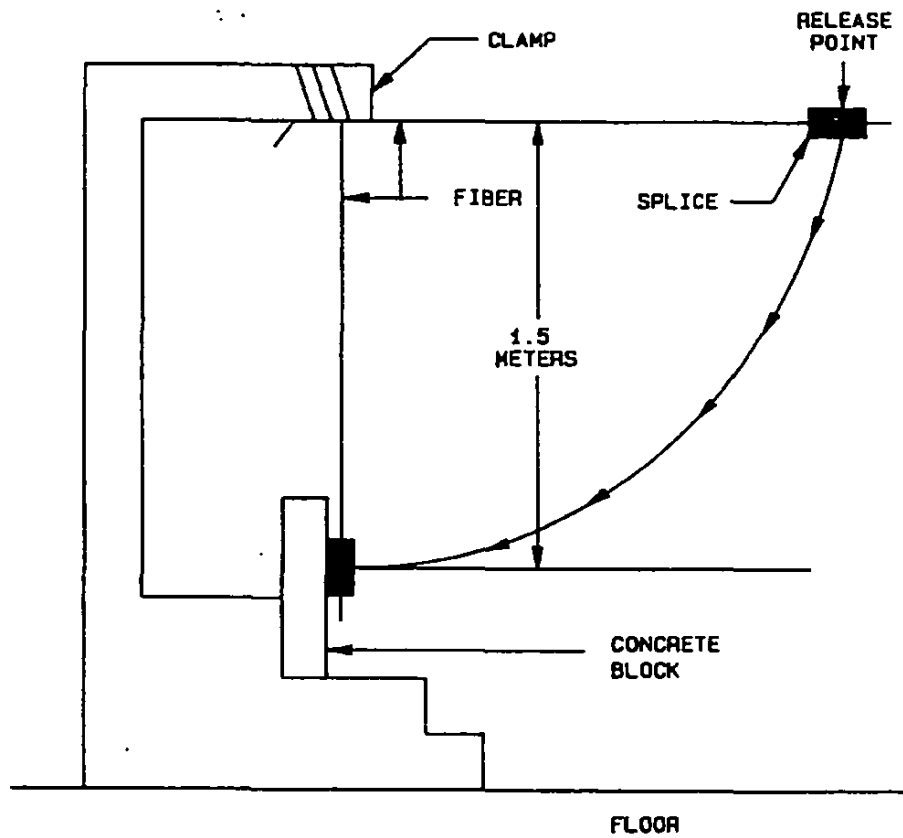 CLAMP
RELEASE
POINT
FIBER
SPLICE
1.5
METERS
CONCRETE
BLOCK
FLOOR